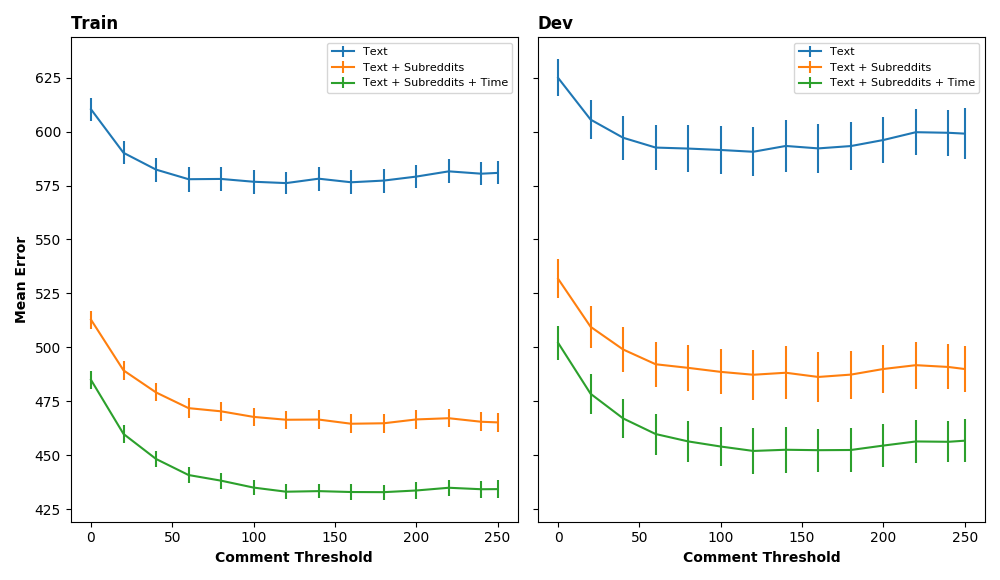 Train
Text
Text + Subreddits
Text + Subreddits + Time
Mean Error
625
600
575
550
525
500
475
450
425
0 50 100 150 200 250
Comment Threshold
Dev
Text
Text + Subreddits
Text + Subreddits + Time
0 50 100 150 200 250
Comment Threshold